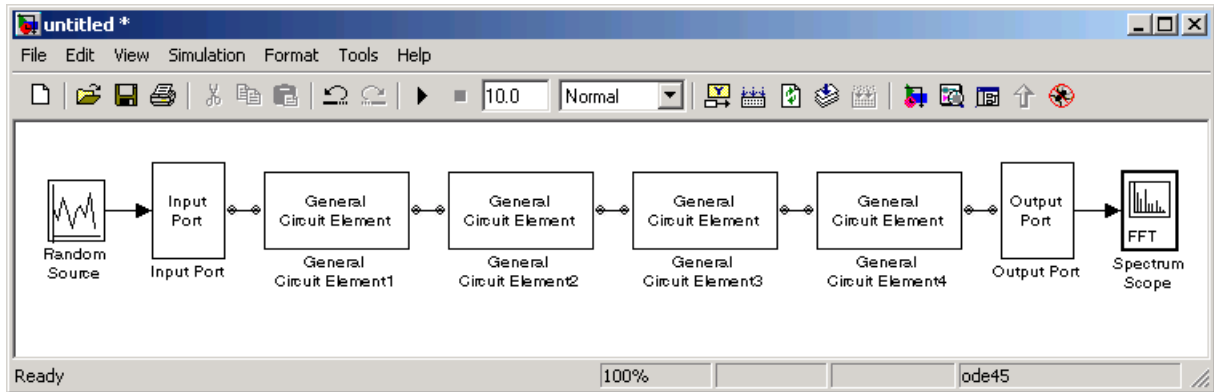 untitled *
File Edit View Simulation Format Tools Help
10.0 Normal
Input
Port
General
Circuit Element
General
Circuit Element
General
Circuit Element
General
Circuit Element
Output
Port
FFT
Random
Source
Input Port
General
Circuit Element1
General
Circuit Element2
General
Circuit Element3
General
Circuit Element4
Output Port
Spectrum
Scope
Ready 100% ode45